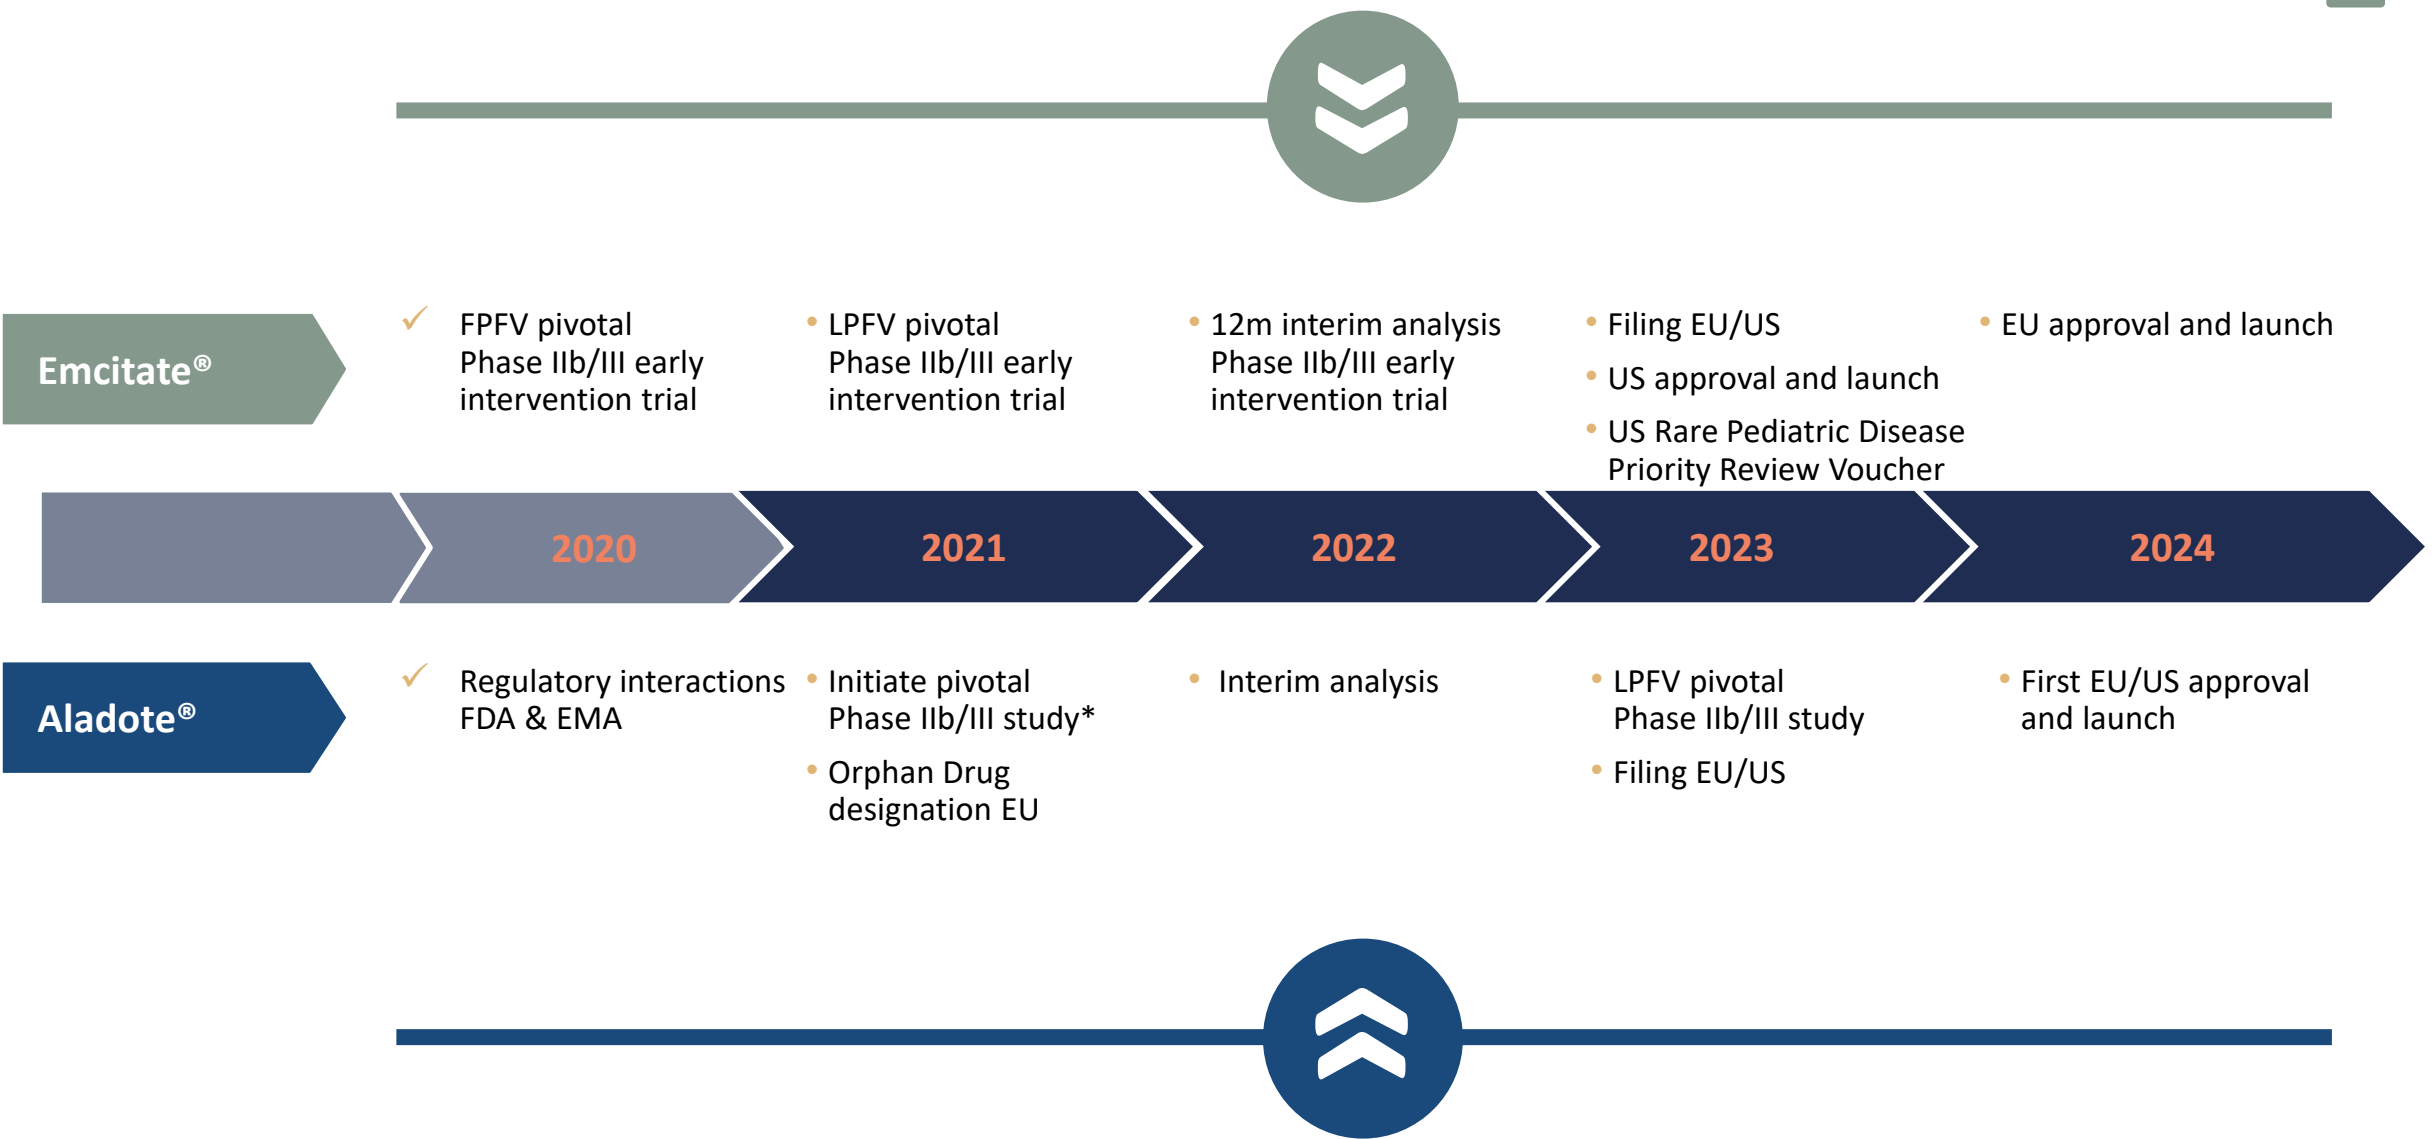 Emcitate®
✓ FPFV pivotal
Phase IIb/III early
intervention trial
• LPFV pivotal
Phase IIb/III early
intervention trial
• 12m interim analysis
Phase IIb/III early
intervention trial
• Filing EU/US
• US approval and launch
• US Rare Pediatric Disease
Priority Review Voucher
• EU approval and launch
2020
2021
2022
2023
2024
Aladote®
✓ Regulatory interactions
FDA & EMA
• Initiate pivotal
Phase IIb/III study*
• Orphan Drug
designation EU
• Interim analysis
• LPFV pivotal
Phase IIb/III study
• Filing EU/US
• First EU/US approval
and launch